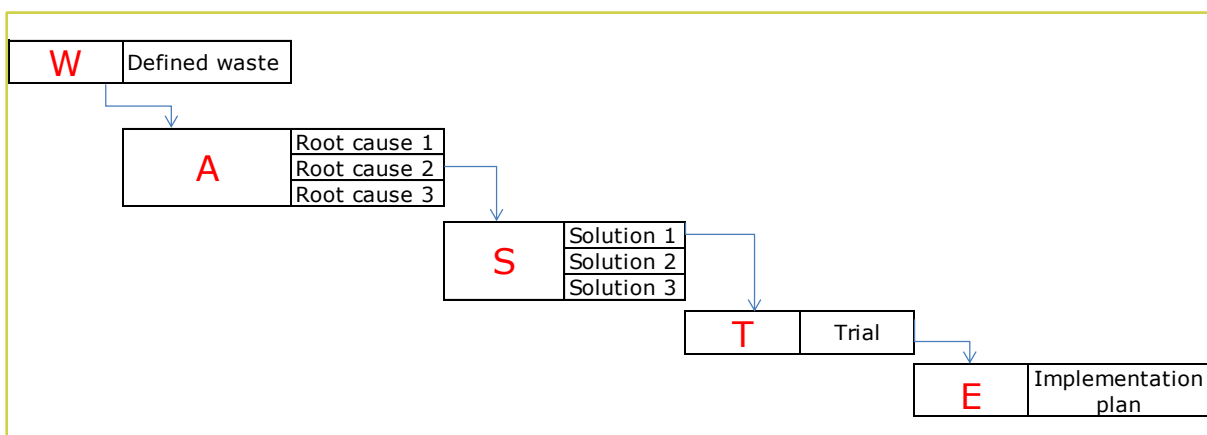 W Defined waste
A
Root cause 1
Root cause 2
Root cause 3
S
Solution 1
Solution 2
Solution 3
T Trial
E
Implementation
plan